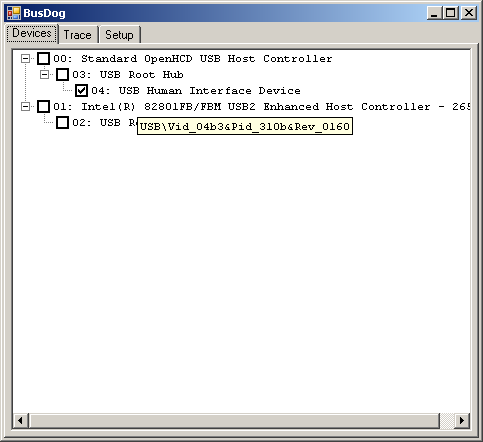 BusDog
Devices Trace Setup
00: Standard OpenHCD USB Host Controller
03: USB Root Hub
04: USB Human Interface Device
01: Intel(R) 82801FB/FBM USB2 Enhanced Host Controller - 265
02: USB R
USB\Vid_04b3&Pid_310b&Rev_0160